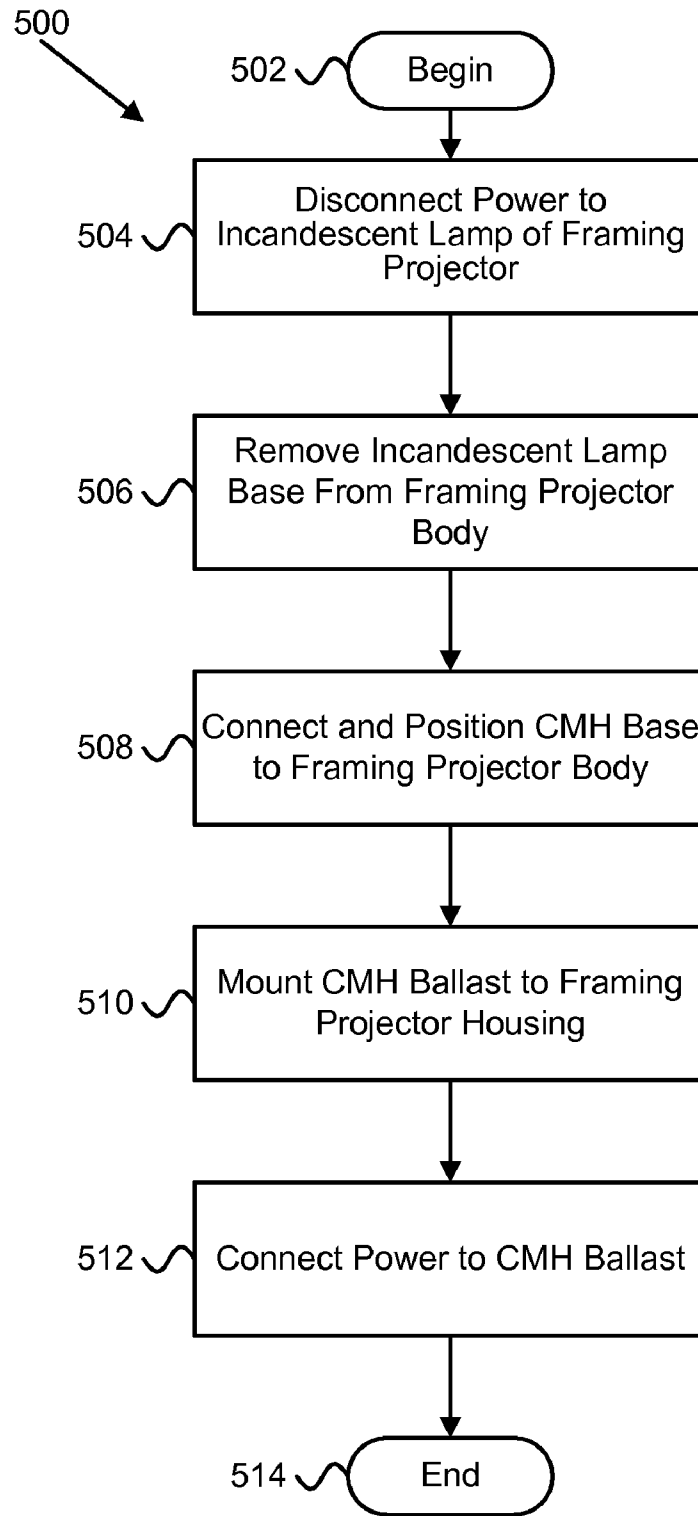 500
502
Begin
504
Disconnect Power to
Incandescent Lamp of Framing
Projector
506
Remove Incandescent Lamp
Base From Framing Projector
Body
508
Connect and Position CMH Base
to Framing Projector Body
510
Mount CMH Ballast to Framing
Projector Housing
512
Connect Power to CMH Ballast
514
End